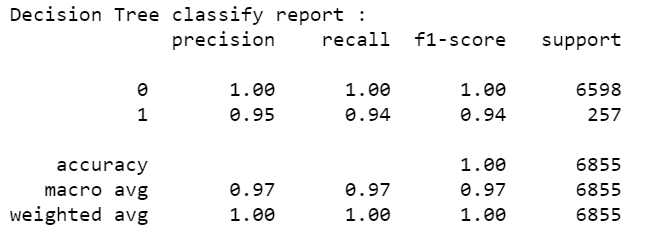 Decision Tree classify report :
precision recall f1-score support
0 1.00 1.00 1.00 6598
1 0.95 0.94 0.94 257
accuracy 1.00 6855
macro avg 0.97 0.97 0.97 6855
weighted avg 1.00 1.00 1.00 6855